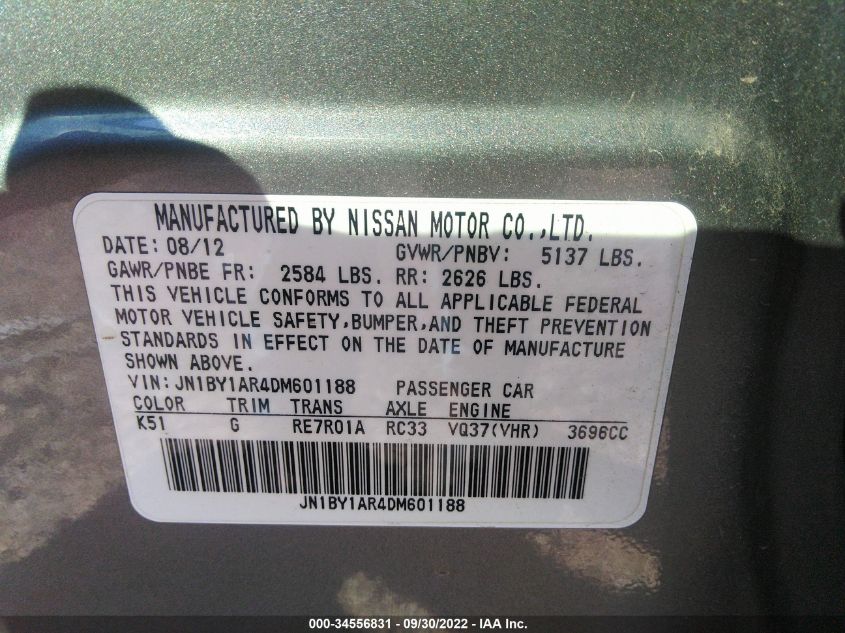 MANUFACTURED BY NISSAN MOTOR CO.,LTD.
DATE: 08/12 GVWR/PNBV: 5137 LBS.
GAWR/PNBE FR: 2584 LBS. RR: 2626 LBS.
THIS VEHICLE CONFORMS TO ALL APPLICABLE FEDERAL
MOTOR VEHICLE SAFETY,BUMPER,AND THEFT PREVENTION
STANDARDS IN EFFECT ON THE DATE OF MANUFACTURE
SHOWN ABOVE.
VIN: JN1BY1AR4DM601188 PASSENGER CAR
COLOR TRIM TRANS AXLE ENGINE
K51 G RE7R01A RC33 VQ37(VHR) 3696CC
JN1BY1AR4DM601188
000-34556831 - 09/30/2022 - IAA Inc.